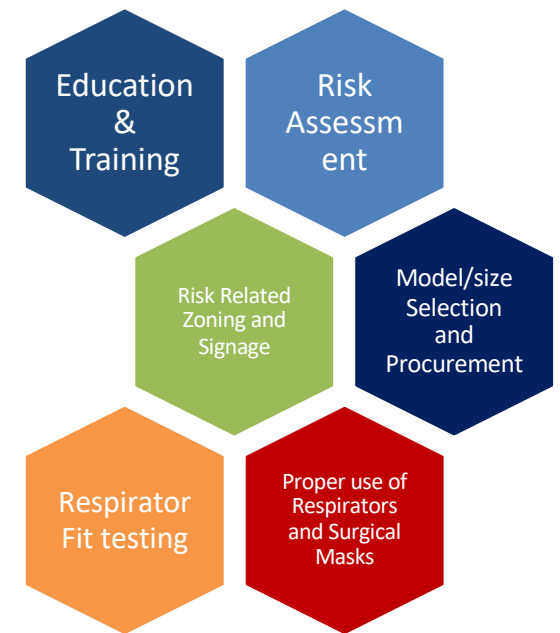 Education
&
Training
Risk
Assessm
ent
Risk Related
Zoning and
Signage
Model/size
Selection
and
Procurement
Respirator
Fit testing
Proper use of
Respirators
and Surgical
Masks